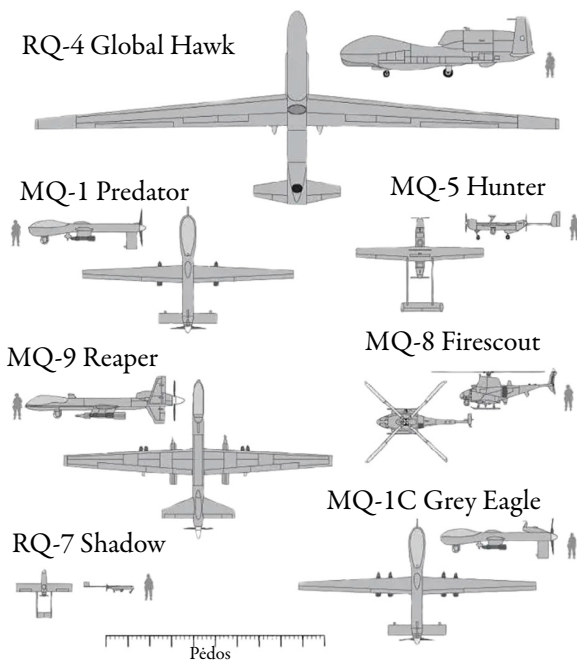 RQ-4 Global Hawk
MQ-1 Predator
MQ-5 Hunter
MQ-9 Reaper
MQ-8 Firescout
MQ-1C Grey Eagle
RQ-7 Shadow
Pédos